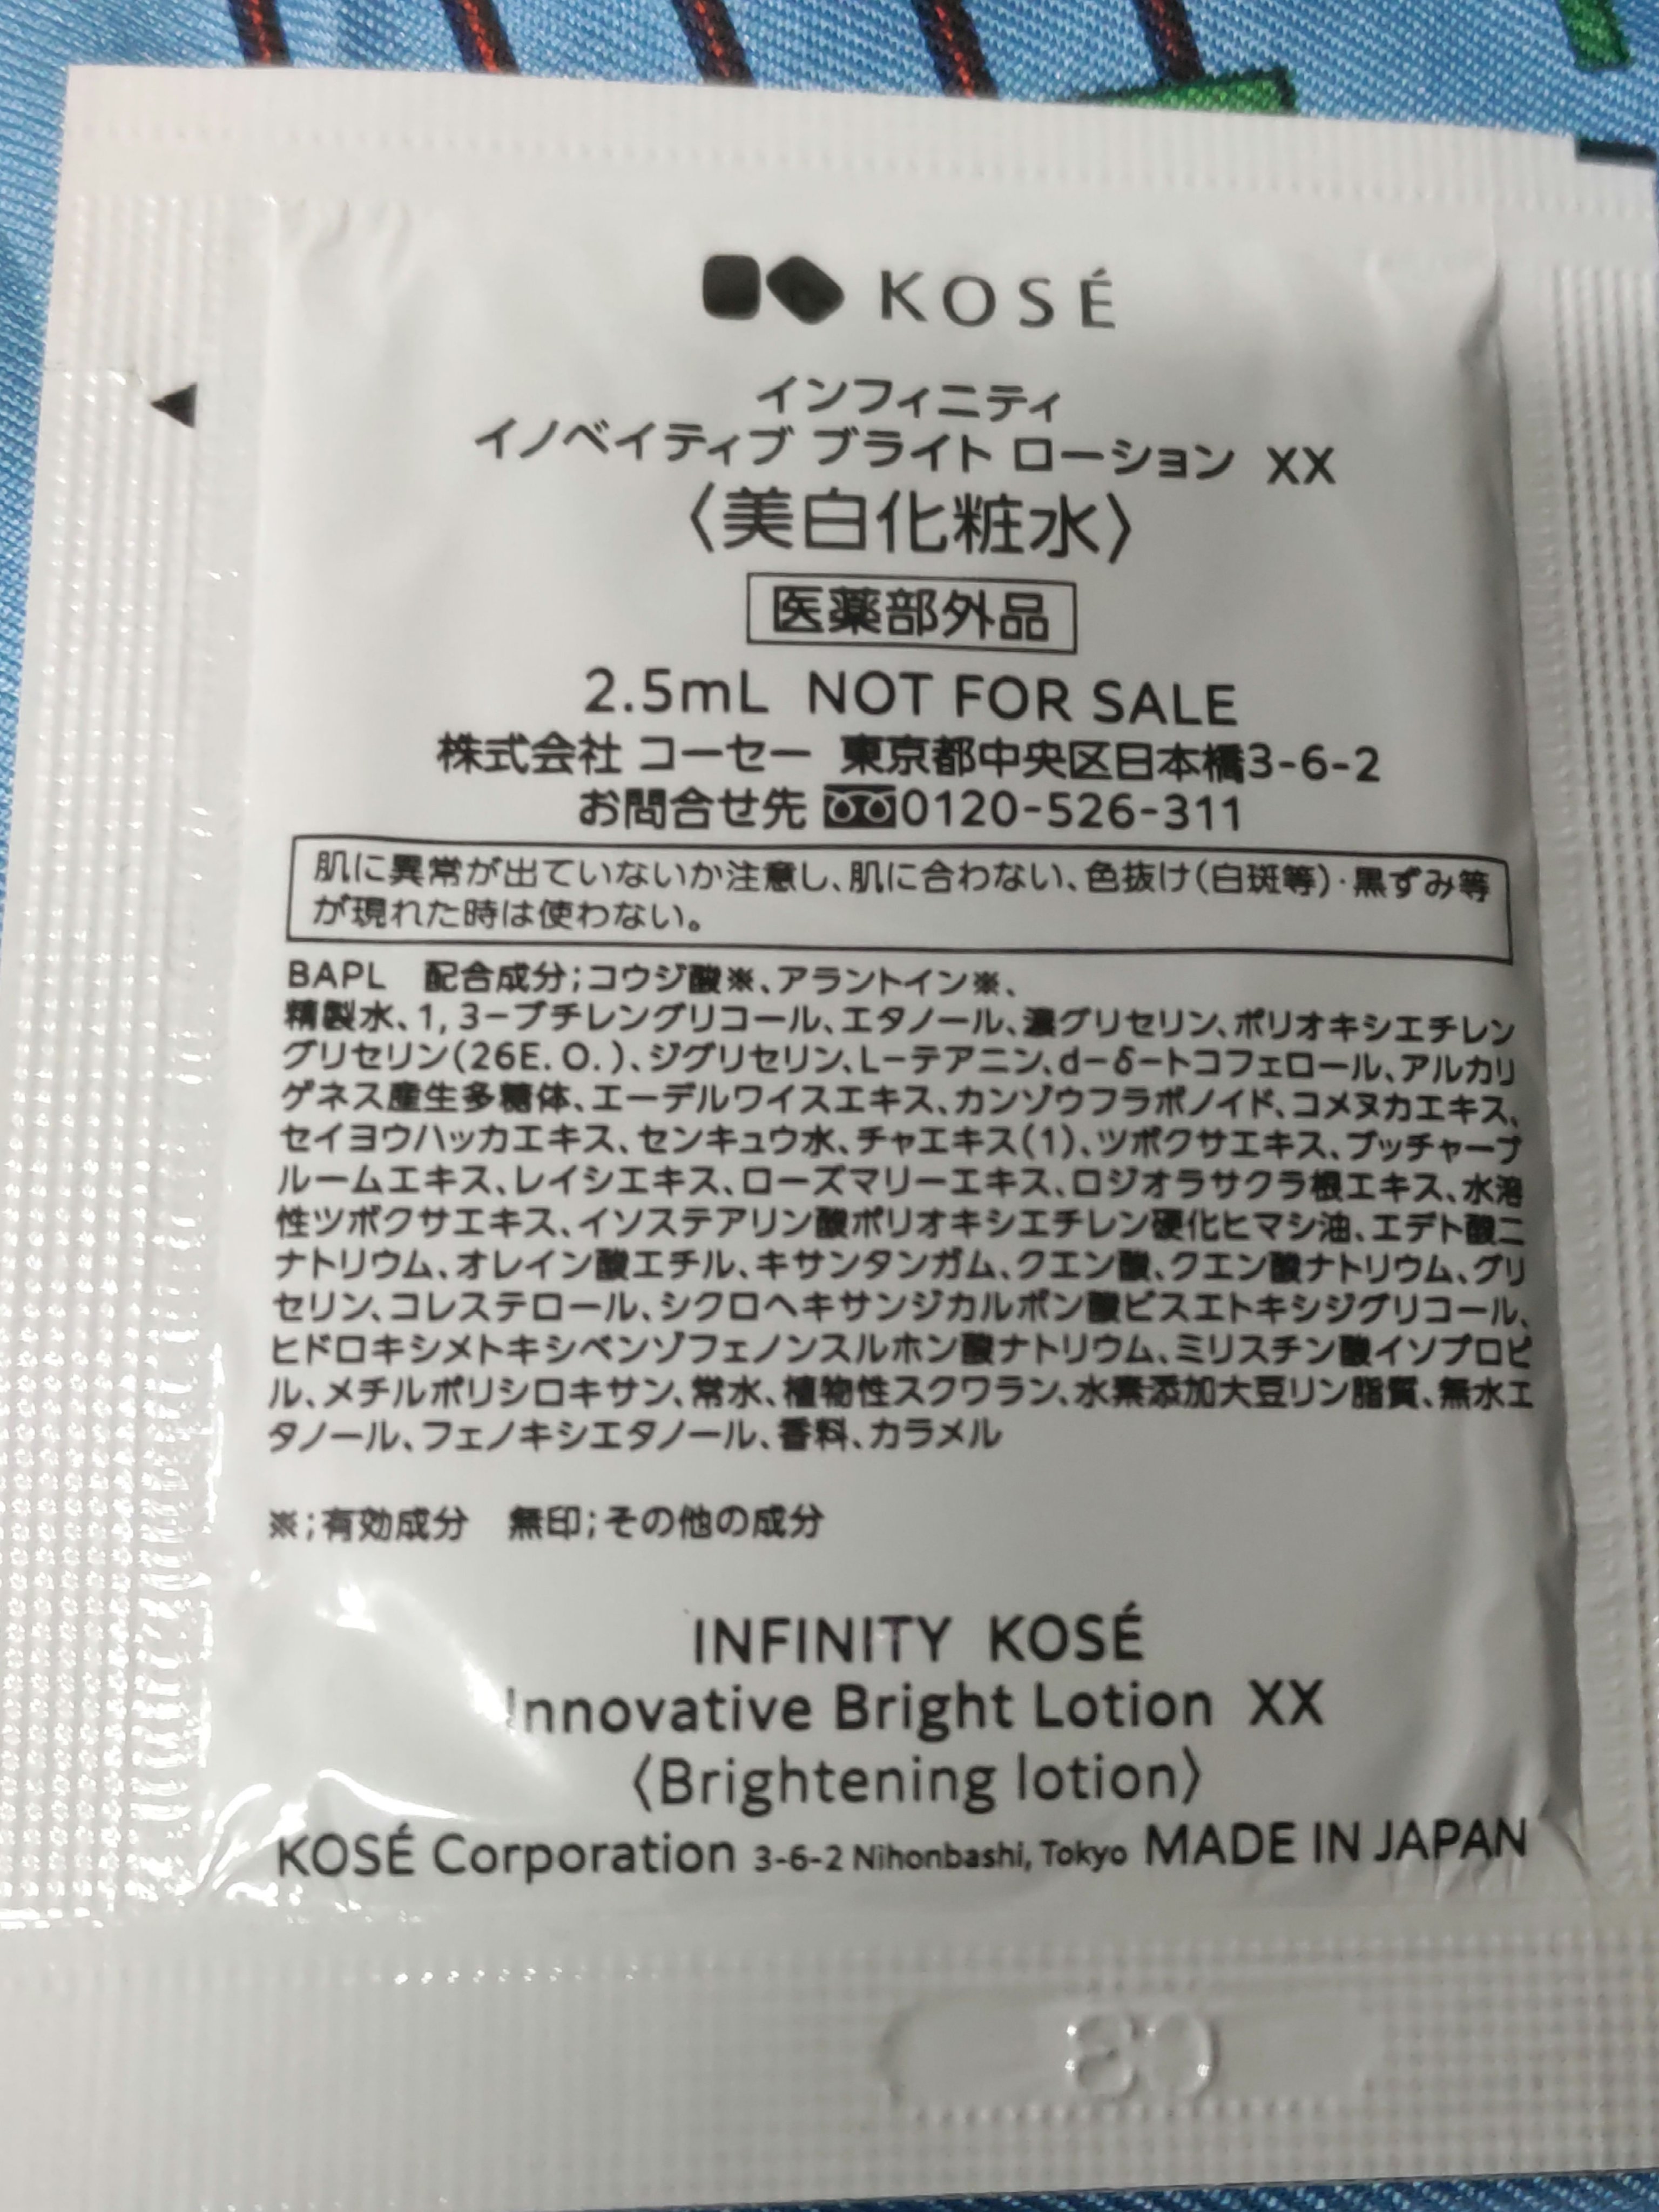 KOSÉ
インフィニティ
イノベイティブ ブライト ローション XX
〈美白化粧水〉
医薬部外品
2.5mL NOT FOR SALE
株式会社 コーセー 東京都中央区日本橋3-6-2
お問合せ先 0120-526-311
肌に異常が出ていないか注意し、肌に合わない、色抜け(白斑等)・黒ずみ等
が現れた時は使わない。
BAPL 配合成分;コウジ酸※、アラントイン※、
精製水、1,3-ブチレングリコール、エタノール、濃グリセリン、ポリオキシエチレン
グリセリン(26E.O.)、ジグリセリン、L-テアニン、d-δ-トコフェロール、アルカリ
ゲネス産生多糖体、エーデルワイスエキス、カンゾウフラボノイド、コメヌカエキス、
セイヨウハッカエキス、センキュウ水、チャエキス(1)、ツボクサエキス、ブッチャーブ
ルームエキス、レイシエキス、ローズマリーエキス、ロジオラサクラ根エキス、水溶
性ツボクサエキス、イソステアリン酸ポリオキシエチレン硬化ヒマシ油、エデト酸二
ナトリウム、オレイン酸エチル、キサンタンガム、クエン酸、クエン酸ナトリウム、グリ
セリン、コレステロール、シクロヘキサンジカルボン酸ビスエトキシジグリコール、
ヒドロキシメトキシベンゾフェノンスルホン酸ナトリウム、ミリスチン酸イソプロピ
ル、メチルポリシロキサン、常水、植物性スクワラン、水素添加大豆リン脂質、無水エ
タノール、フェノキシエタノール、香料、カラメル
※;有効成分 無印;その他の成分
INFINITY KOSÉ
Innovative Bright Lotion XX
〈Brightening lotion〉
KOSÉ Corporation 3-6-2 Nihonbashi, Tokyo MADE IN JAPAN